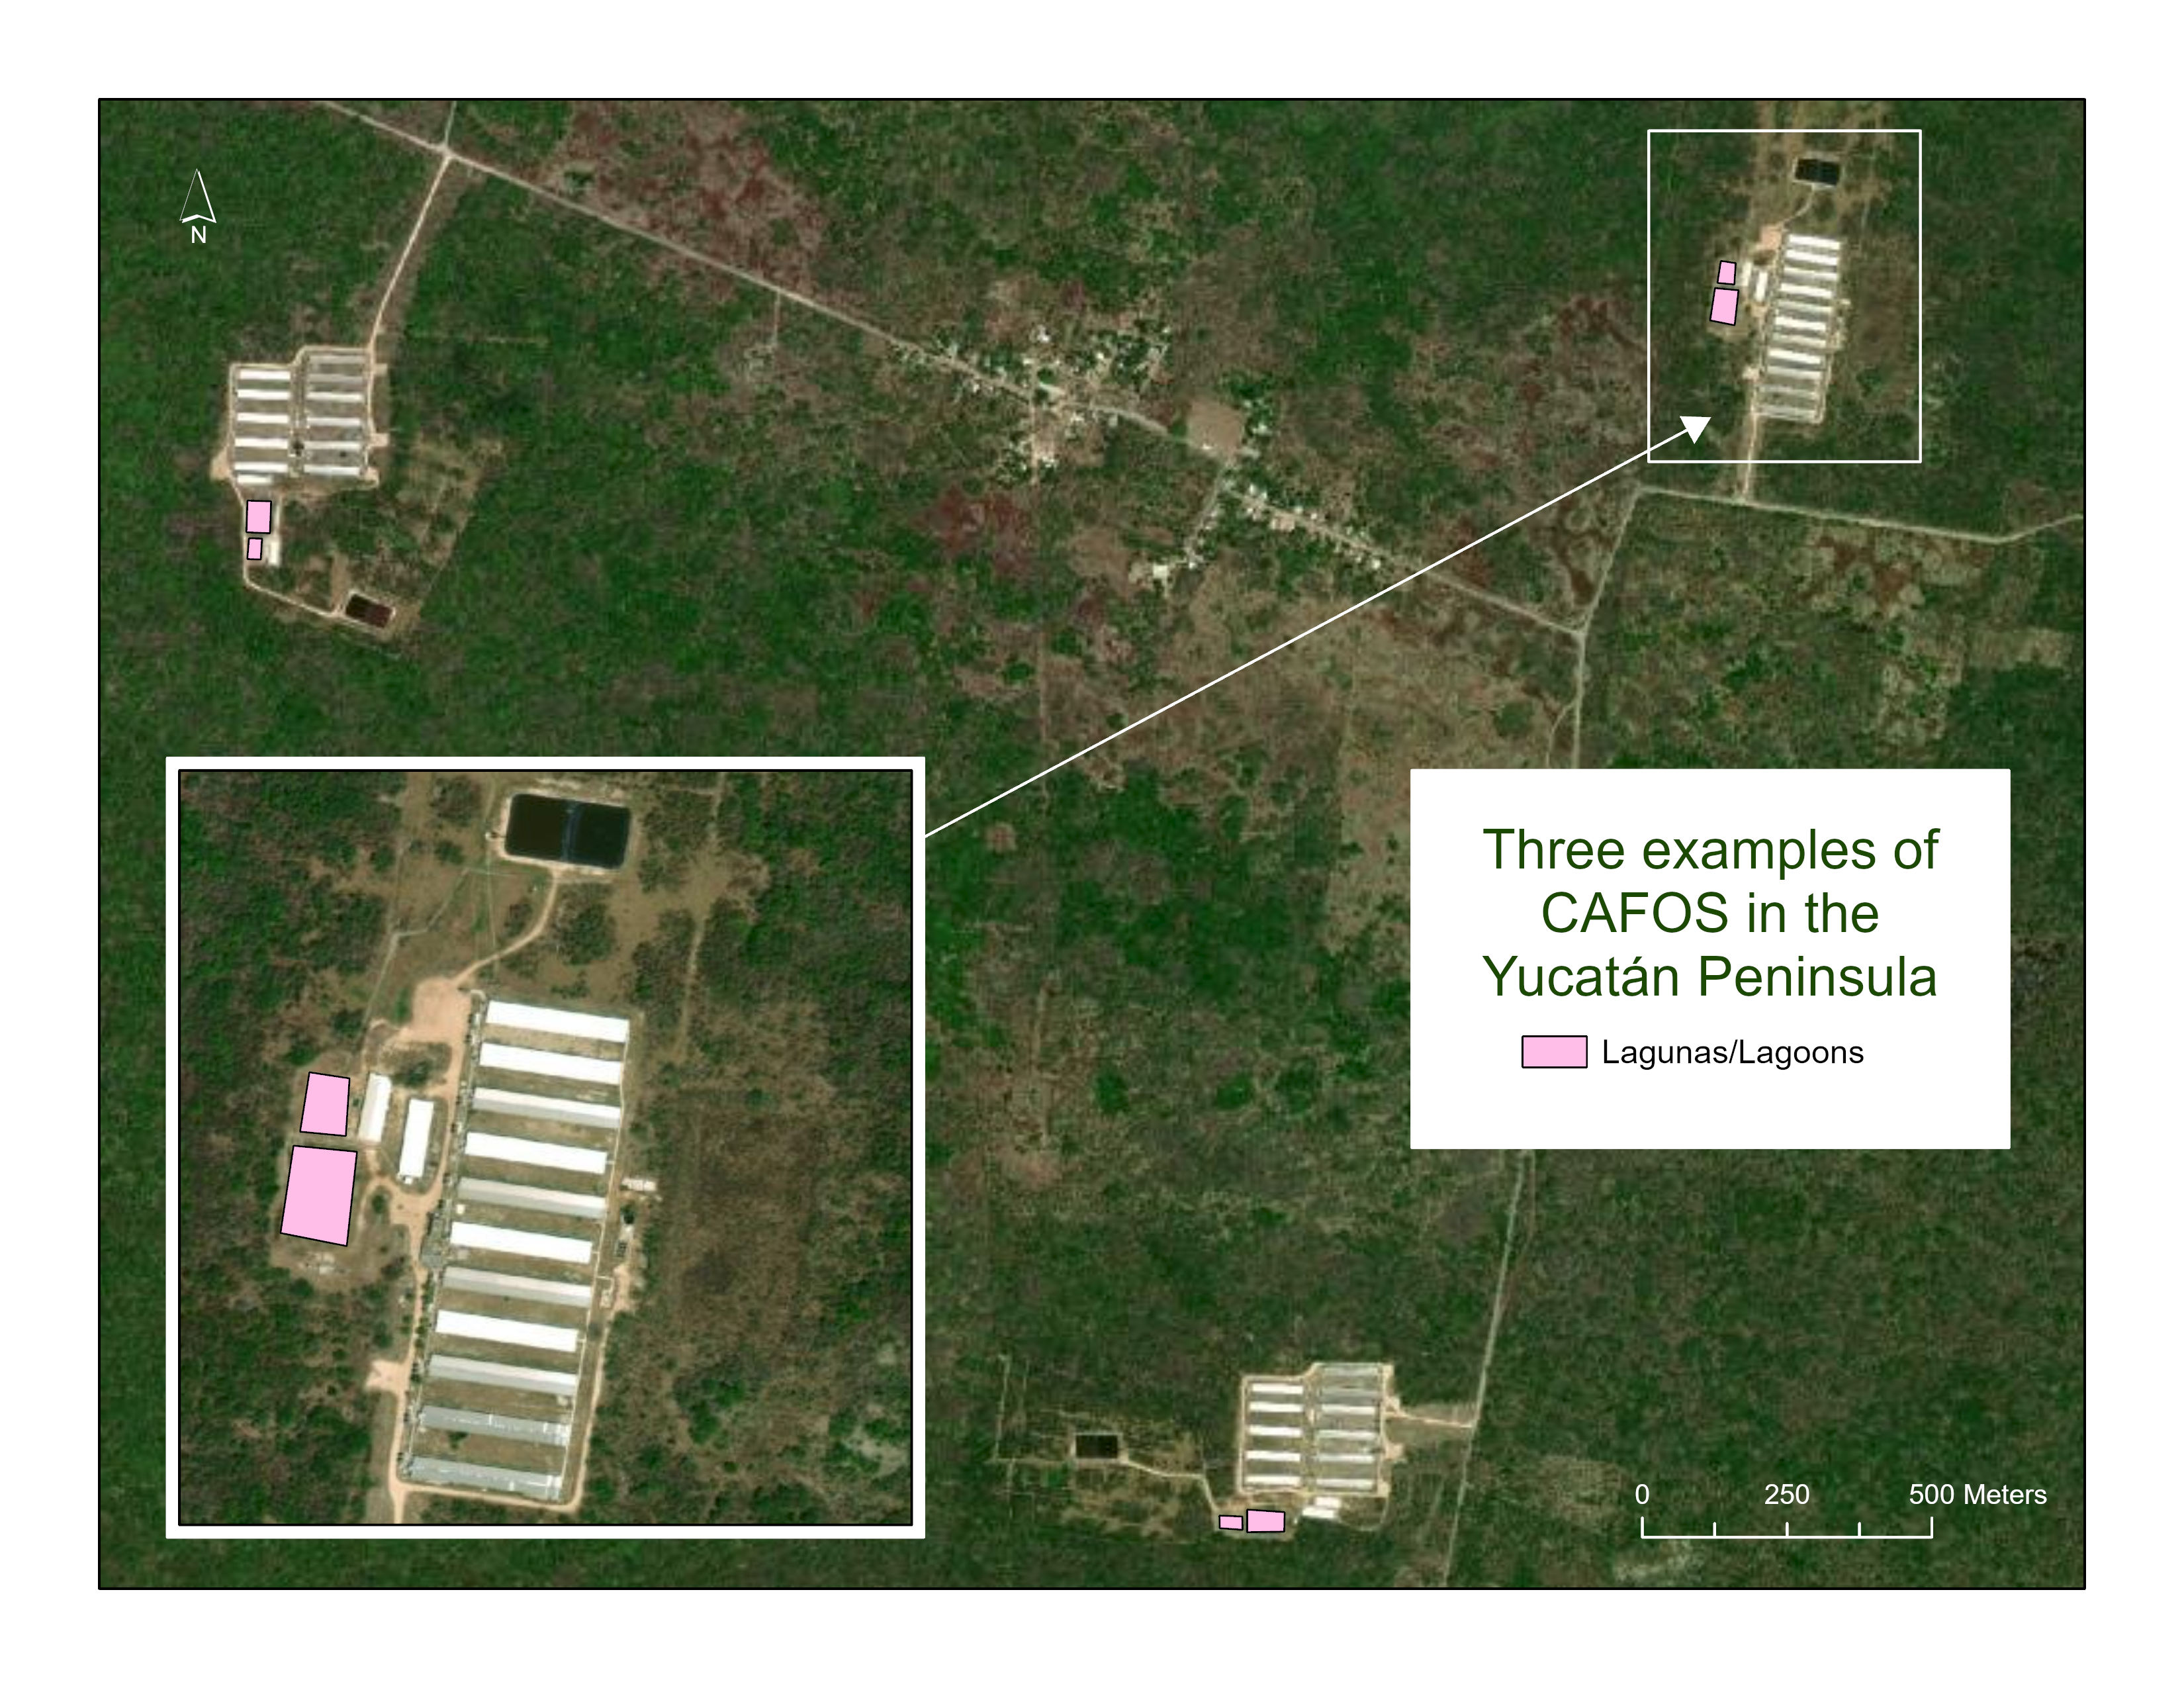 N
Three examples of
CAFOS in the
Yucatán Peninsula
Lagunas/Lagoons
0 250 500 Meters